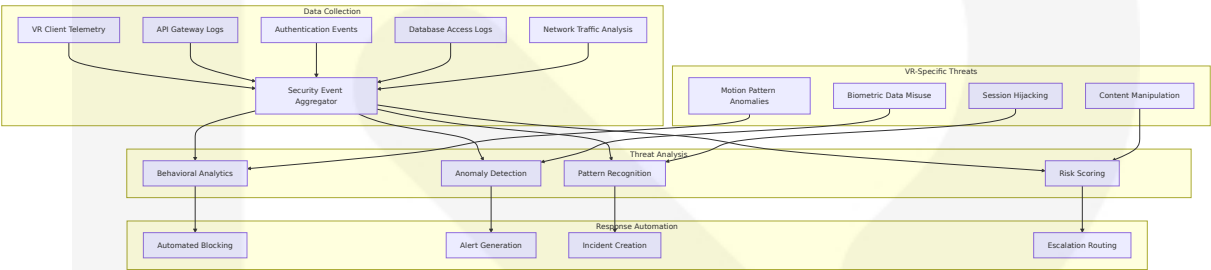 Data Collection
VR Client Telemetry
API Gateway Logs
Authentication Events
Database Access Logs
Network Traffic Analysis
Security Event
Aggregator
VR-Specific Threats
Motion Pattern
Anomalies
Biometric Data Misuse
Session Hijacking
Content Manipulation
Threat Analysis
Behavioral Analytics
Anomaly Detection
Pattern Recognition
Risk Scoring
Response Automation
Automated Blocking
Alert Generation
Incident Creation
Escalation Routing